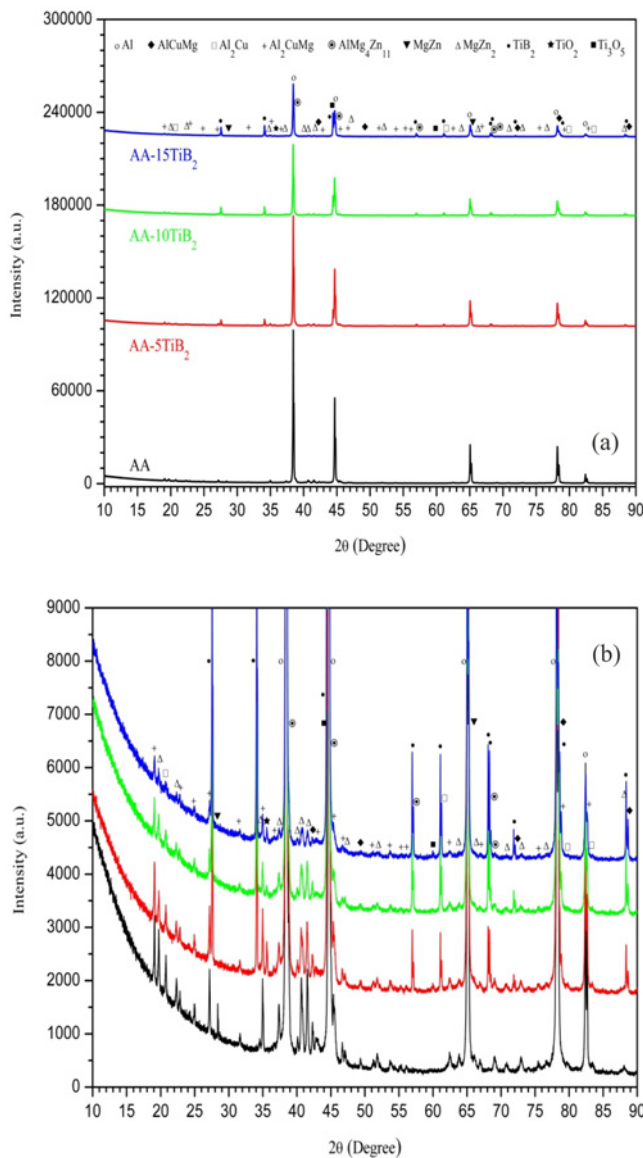 (a)
○ Al ◆ AlCuMg □ Al₂Cu + Al₂CuMg ◉ AlMg₄Zn₁₁ ▼ MgZn △ MgZn₂ • TiB₂ ★ TiO₂ ■ Ti₃O₅
300000
240000
180000
120000
60000
0
Intensity (a.u.)
AA-15TiB₂
AA-10TiB₂
AA-5TiB₂
AA
(a)
10 15 20 25 30 35 40 45 50 55 60 65 70 75 80 85 90
2θ (Degree)
9000
8000
7000
6000
5000
4000
3000
2000
1000
0
Intensity (a.u.)
(b)
10 15 20 25 30 35 40 45 50 55 60 65 70 75 80 85 90